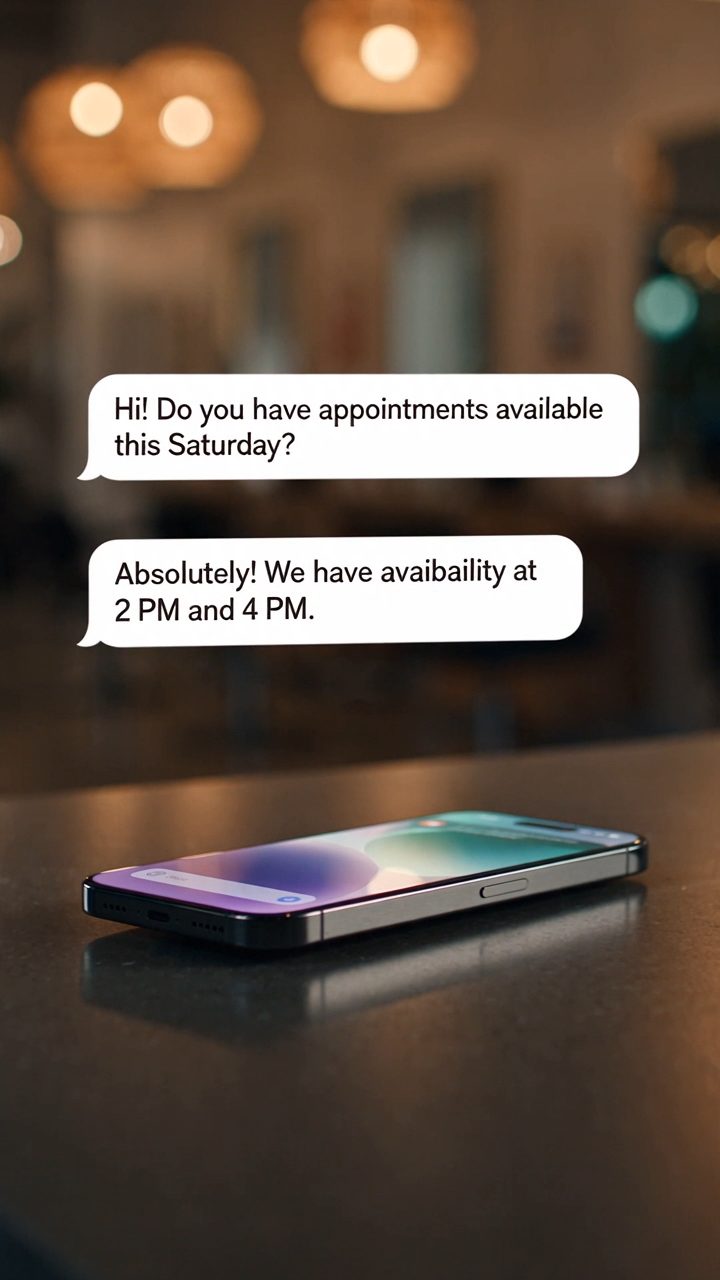 Hi! Do you have appointments available
this Saturday?
Absolutely! We have avaibaility at
2 PM and 4 PM.